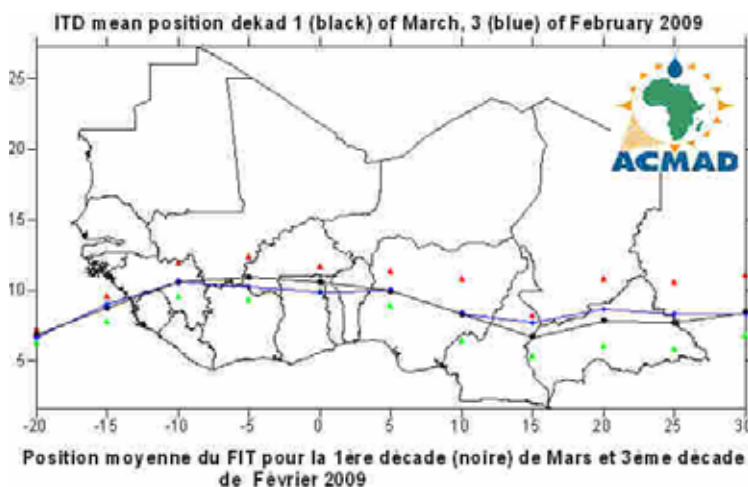 ITD mean position dekad 1 (black) of March, 3 (blue) of February 2009
25
20
15
10
5
ACMAD
-20 -15 -10 -5 0 5 10 15 20 25 30
Position moyenne du FIT pour la 1ère décade (noire) de Mars et 3ème décade
de Février 2009